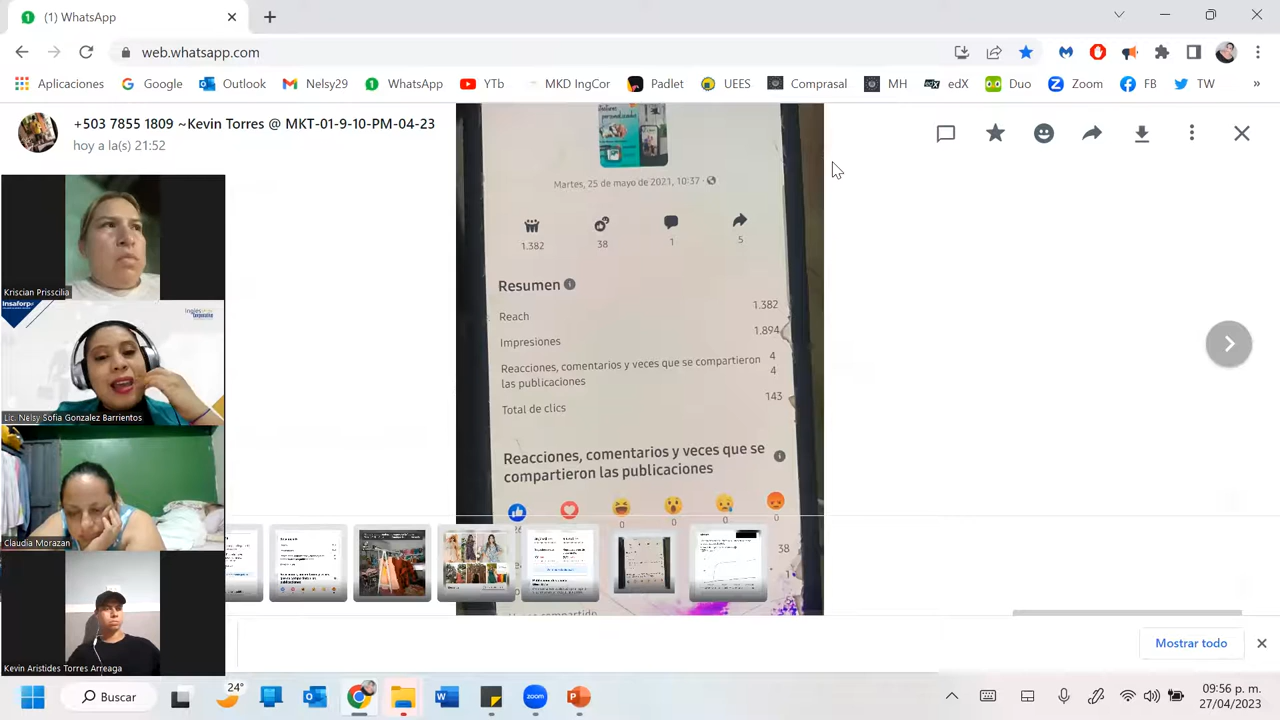 (1) WhatsApp
web.whatsapp.com
Aplicaciones Google Outlook Nelsy29 WhatsApp YTb MKD IngCor Padlet UEES Comprasal MH edX Duo Zoom FB TW »
+503 7855 1809 ~Kevin Torres @ MKT-01-9-10-PM-04-23
hoy a la(s) 21:52
personalizados
Martes, 25 de mayo de 2021, 10:37
1.382 38 1 5
Resumen
Reach 1.382
Impresiones 1.894
Reacciones, comentarios y veces que se compartieron 4
las publicaciones 4
Total de clics 143
Reacciones, comentarios y veces que se
compartieron las publicaciones
0 0 0 0
38
Kriscian Prisscilia
Insaforp
Lic. Nelsy Sofia Gonzalez Barrientos
Claudia Morazan
Kevin Aristides Torres Arreaga
Mostrar todo
24°
Buscar
zoom
09:56 p. m.
27/04/2023